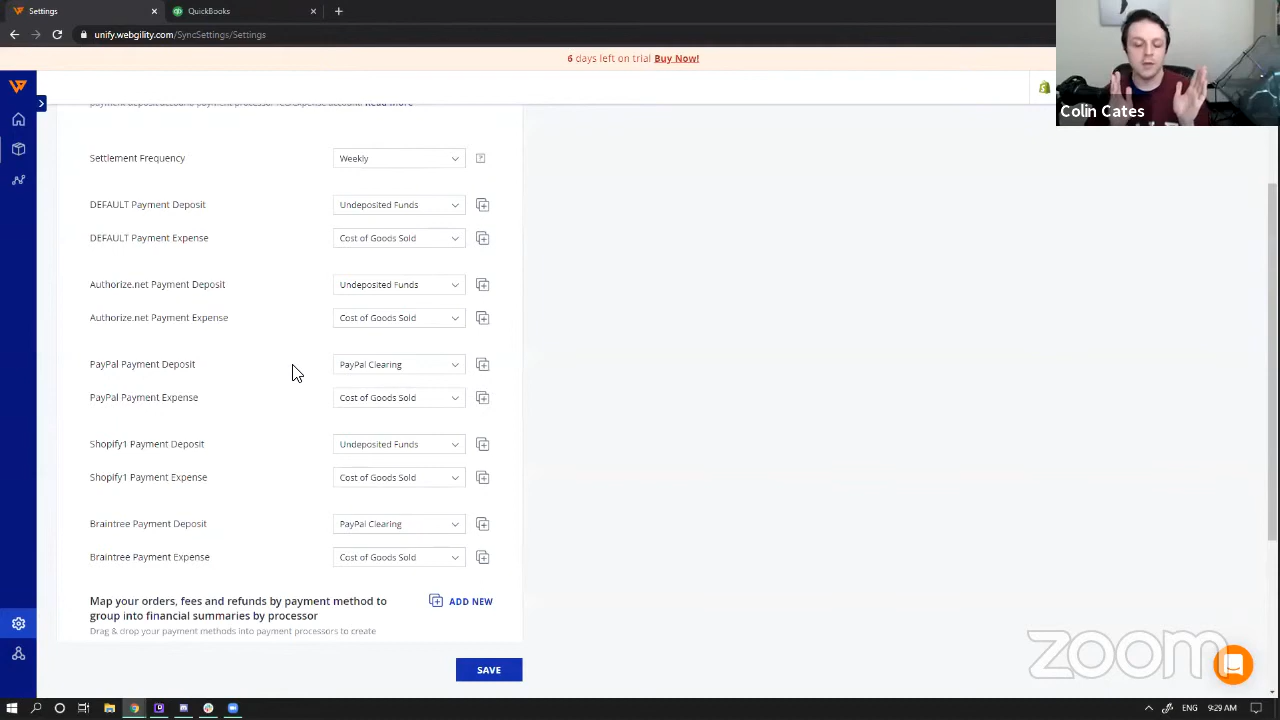 Settings
QuickBooks
unify.webgility.com/SyncSettings/Settings
6 days left on trial Buy Now!
Colin Cates
Read more
Settlement Frequency Weekly
DEFAULT Payment Deposit Undeposited Funds
DEFAULT Payment Expense Cost of Goods Sold
Authorize.net Payment Deposit Undeposited Funds
Authorize.net Payment Expense Cost of Goods Sold
PayPal Payment Deposit PayPal Clearing
PayPal Payment Expense Cost of Goods Sold
Shopify1 Payment Deposit Undeposited Funds
Shopify1 Payment Expense Cost of Goods Sold
Braintree Payment Deposit PayPal Clearing
Braintree Payment Expense Cost of Goods Sold
Map your orders, fees and refunds by payment method to
group into financial summaries by processor
ADD NEW
Drag & drop your payment methods into payment processors to create
SAVE
zoom
ENG 9:29 AM